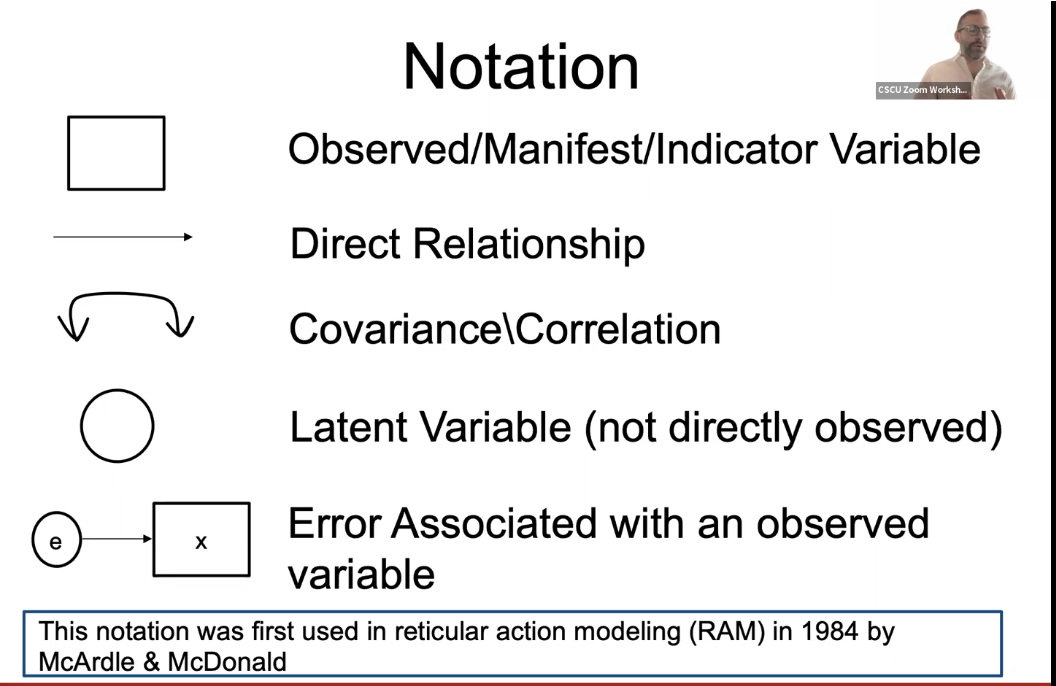 Notation
CSCU Zoom Worksh...
Observed/Manifest/Indicator Variable
Direct Relationship
Covariance\Correlation
Latent Variable (not directly observed)
e
x
Error Associated with an observed
variable
This notation was first used in reticular action modeling (RAM) in 1984 by
McArdle & McDonald